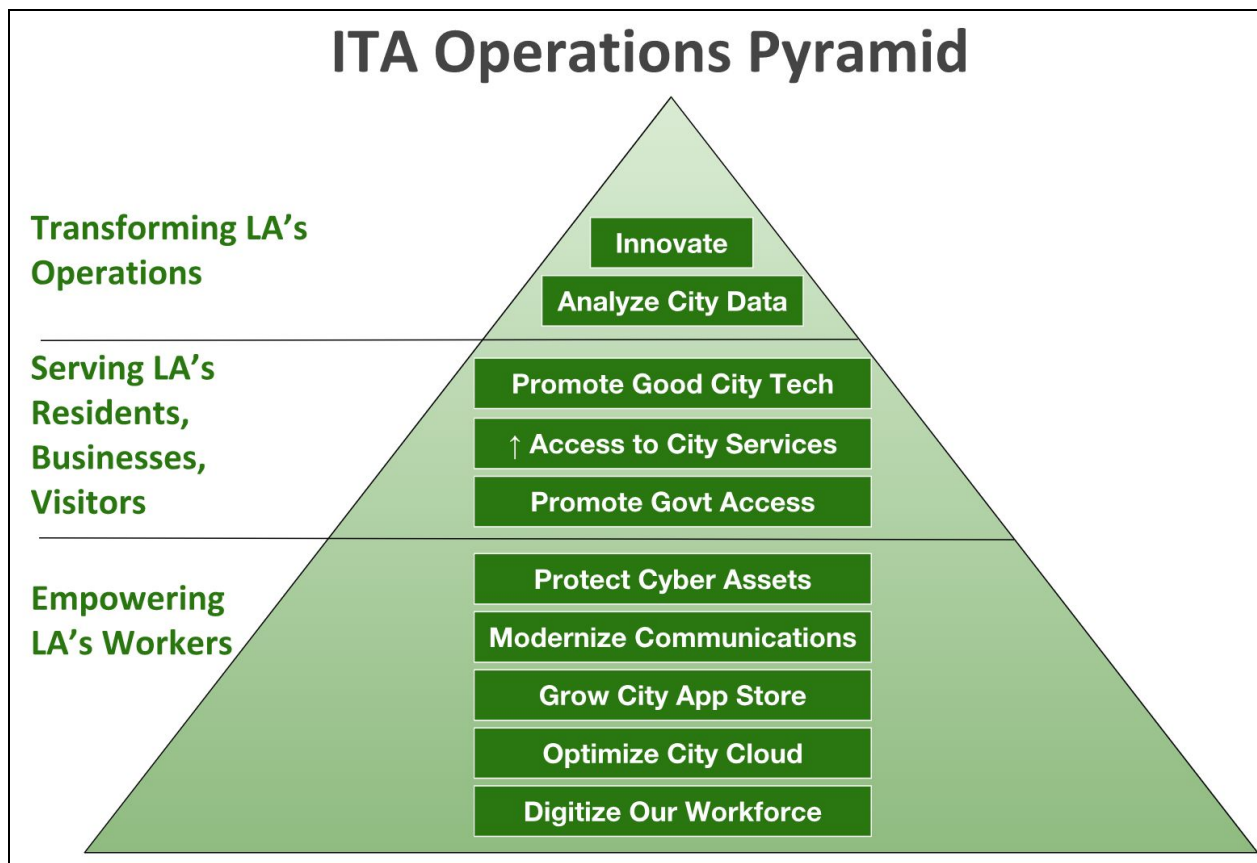 ITA Operations Pyramid
Transforming LA's
Operations
Innovate
Analyze City Data
Serving LA's
Residents,
Businesses,
Visitors
Promote Good City Tech
↑ Access to City Services
Promote Govt Access
Empowering
LA's Workers
Protect Cyber Assets
Modernize Communications
Grow City App Store
Optimize City Cloud
Digitize Our Workforce